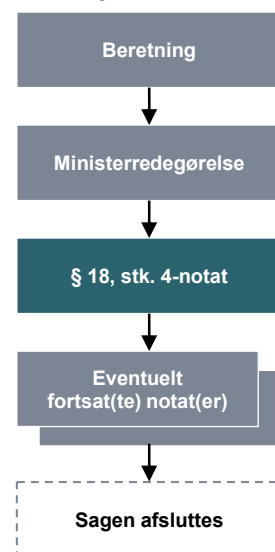 Beretning
Ministerredegørelse
§ 18, stk. 4-notat
Eventuelt
fortsat(te) notat(er)
Sagen afsluttes